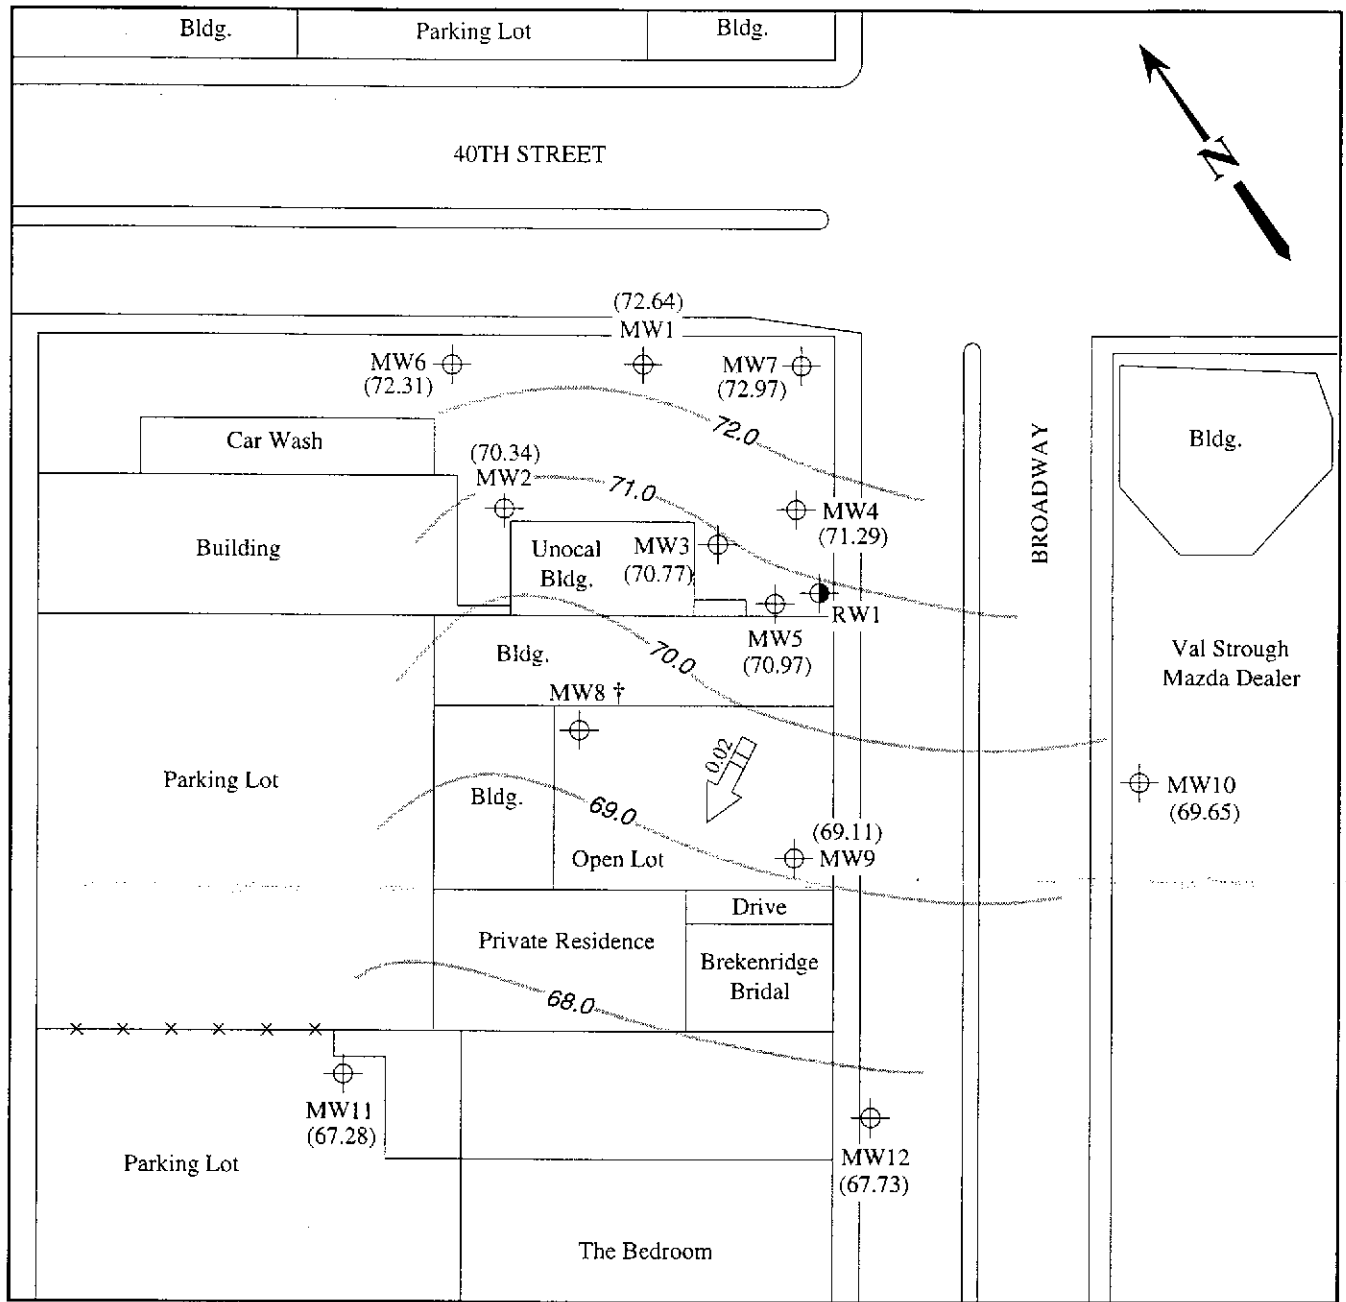 Bldg.
Parking Lot
Bldg.
N
40TH STREET
(72.64)
MW1
MW6
(72.31)
MW7
(72.97)
Car Wash
72.0
BROADWAY
Bldg.
(70.34)
MW2
71.0
MW4
(71.29)
Building
Unocal
Bldg.
MW3
(70.77)
RW1
MW5
(70.97)
Bldg.
70.0
Val Strough
Mazda Dealer
MW8 †
0.02
Parking Lot
Bldg.
69.0
MW10
(69.65)
(69.11)
MW9
Open Lot
Drive
Private Residence
Brekenridge
Bridal
68.0
MW11
(67.28)
Parking Lot
MW12
(67.73)
The Bedroom